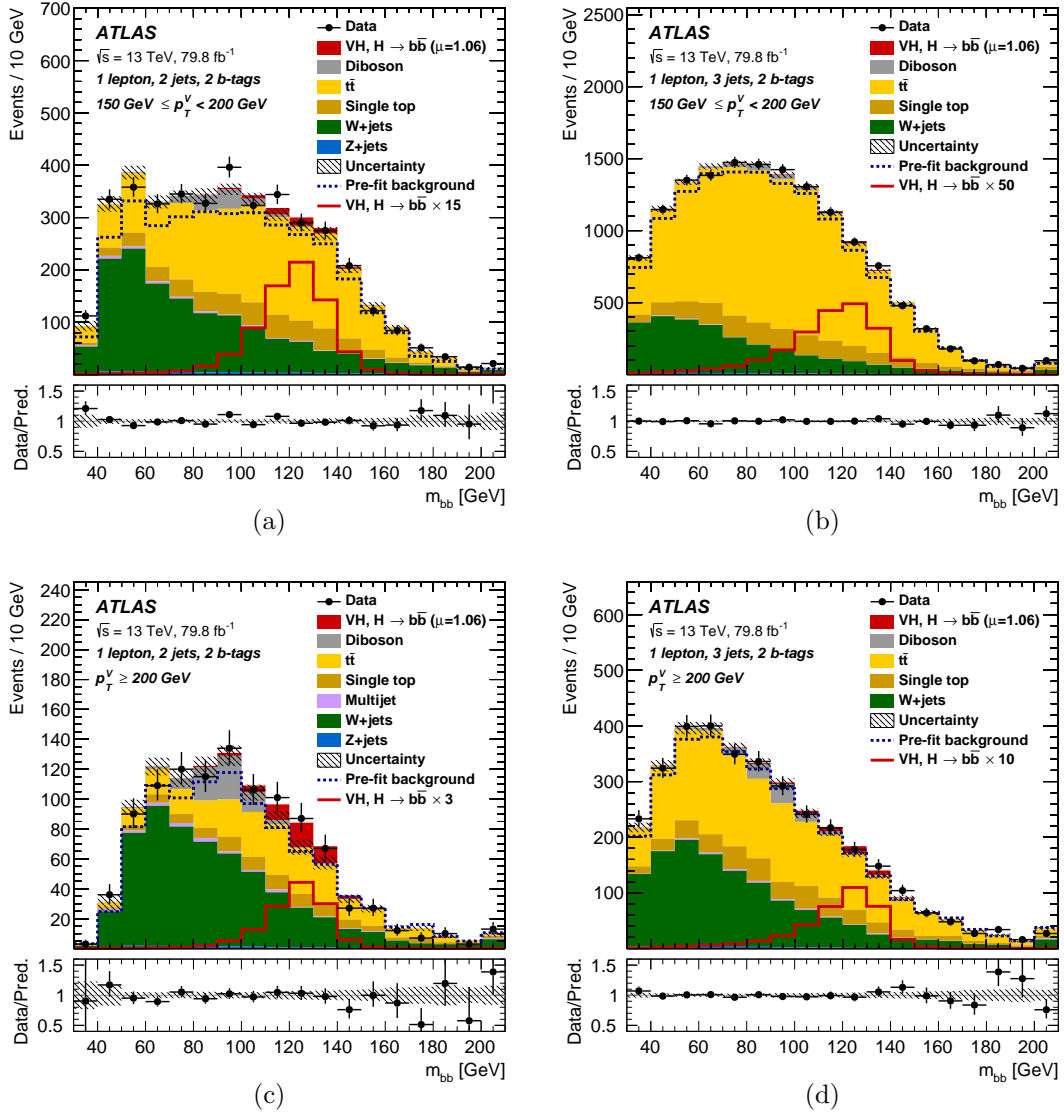 Events / 10 GeV
700
600
500
400
300
200
100
ATLAS
√s = 13 TeV, 79.8 fb⁻¹
1 lepton, 2 jets, 2 b-tags
150 GeV ≤ p_T^V < 200 GeV
Data
VH, H → bb̅ (μ=1.06)
Diboson
tt̅
Single top
W+jets
Z+jets
Uncertainty
Pre-fit background
VH, H → bb̅ × 15
Data/Pred.
1.5
1
0.5
40 60 80 100 120 140 160 180 200
m_bb [GeV]
(a)
Events / 10 GeV
2500
2000
1500
1000
500
ATLAS
√s = 13 TeV, 79.8 fb⁻¹
1 lepton, 3 jets, 2 b-tags
150 GeV ≤ p_T^V < 200 GeV
Data
VH, H → bb̅ (μ=1.06)
Diboson
tt̅
Single top
W+jets
Uncertainty
Pre-fit background
VH, H → bb̅ × 50
Data/Pred.
1.5
1
0.5
40 60 80 100 120 140 160 180 200
m_bb [GeV]
(b)
Events / 10 GeV
240
220
200
180
160
140
120
100
80
60
40
20
ATLAS
√s = 13 TeV, 79.8 fb⁻¹
1 lepton, 2 jets, 2 b-tags
p_T^V ≥ 200 GeV
Data
VH, H → bb̅ (μ=1.06)
Diboson
tt̅
Single top
Multijet
W+jets
Z+jets
Uncertainty
Pre-fit background
VH, H → bb̅ × 3
Data/Pred.
1.5
1
0.5
40 60 80 100 120 140 160 180 200
m_bb [GeV]
(c)
Events / 10 GeV
600
500
400
300
200
100
ATLAS
√s = 13 TeV, 79.8 fb⁻¹
1 lepton, 3 jets, 2 b-tags
p_T^V ≥ 200 GeV
Data
VH, H → bb̅ (μ=1.06)
Diboson
tt̅
Single top
W+jets
Uncertainty
Pre-fit background
VH, H → bb̅ × 10
Data/Pred.
1.5
1
0.5
40 60 80 100 120 140 160 180 200
m_bb [GeV]
(d)